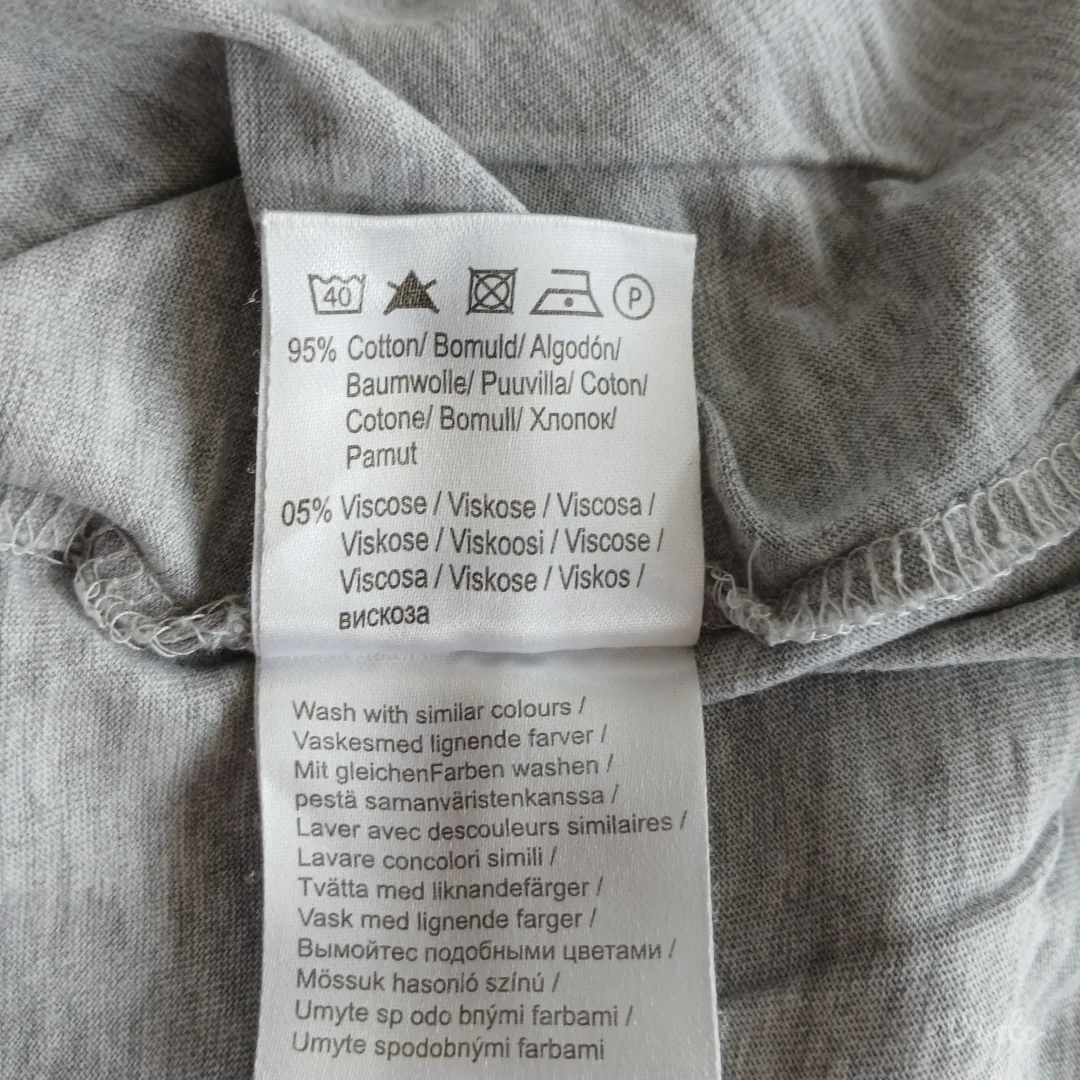 40
P
95% Cotton/ Bomuld/ Algodón/
Baumwolle/ Puuvilla/ Coton/
Cotone/ Bomull/ Хлопок/
Pamut
05% Viscose / Viskose / Viscosa /
Viskose / Viskoosi / Viscose /
Viscosa / Viskose / Viskos /
вискоза
Wash with similar colours /
Vaskesmed lignende farver /
Mit gleichenFarben washen /
pestä samanväristenkanssa /
Laver avec descouleurs similaires /
Lavare concolori simili /
Tvätta med liknandefärger /
Vask med lignende farger /
Вымойтес подобными цветами /
Mössuk hasonló színú /
Umyte sp odo bnými farbami /
Umyte spodobnými farbami